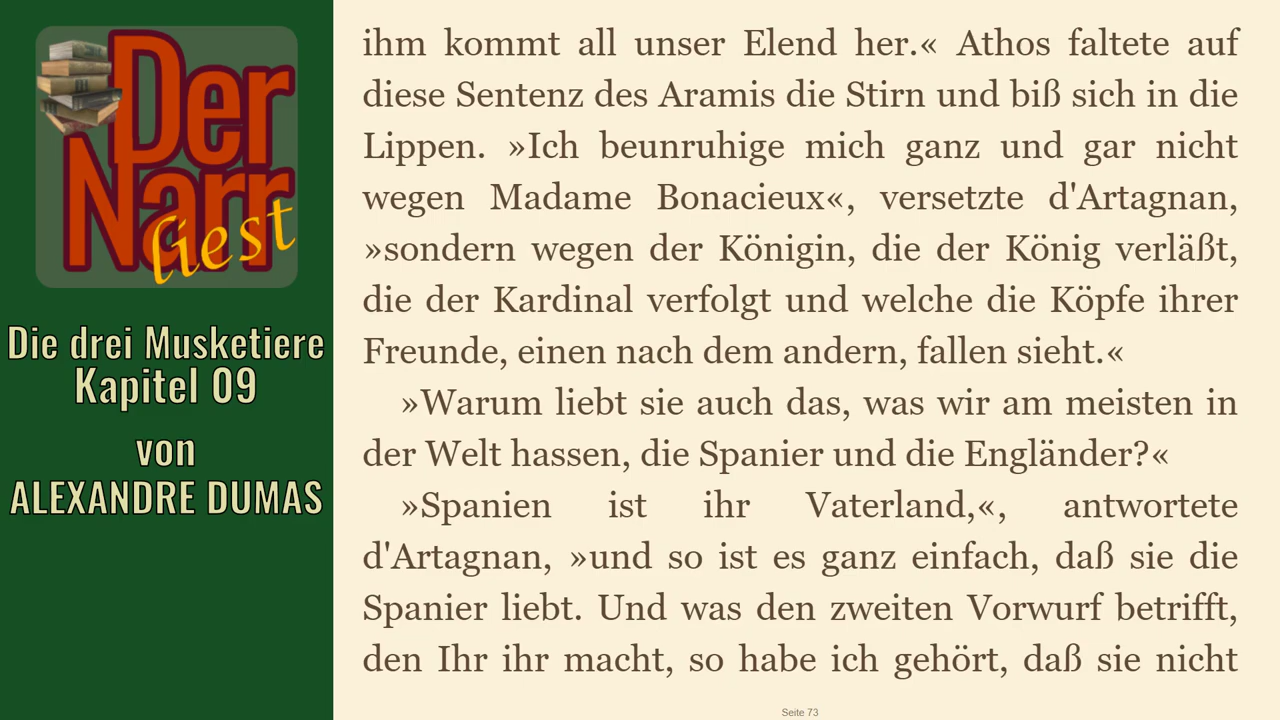 Der
Narr
liest
Die drei Musketiere
Kapitel 09
von
ALEXANDRE DUMAS
ihm kommt all unser Elend her.« Athos faltete auf
diese Sentenz des Aramis die Stirn und biß sich in die
Lippen. »Ich beunruhige mich ganz und gar nicht
wegen Madame Bonacieux«, versetzte d'Artagnan,
»sondern wegen der Königin, die der König verläßt,
die der Kardinal verfolgt und welche die Köpfe ihrer
Freunde, einen nach dem andern, fallen sieht.«
»Warum liebt sie auch das, was wir am meisten in
der Welt hassen, die Spanier und die Engländer?«
»Spanien ist ihr Vaterland,«, antwortete
d'Artagnan, »und so ist es ganz einfach, daß sie die
Spanier liebt. Und was den zweiten Vorwurf betrifft,
den Ihr ihr macht, so habe ich gehört, daß sie nicht
Seite 73